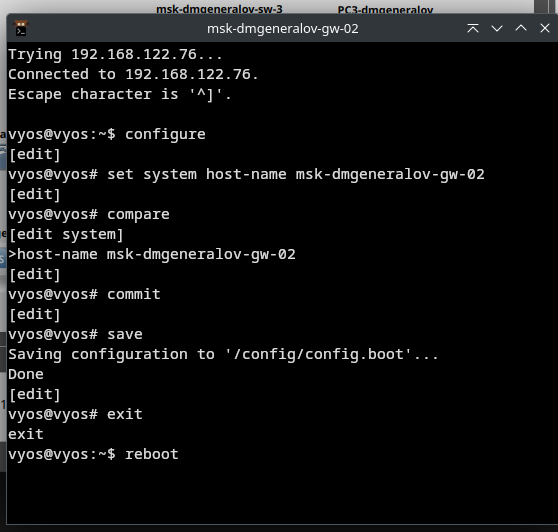 msk-dmgeneralov-sw-3 PC3-dmgeneralov
msk-dmgeneralov-gw-02
Trying 192.168.122.76...
Connected to 192.168.122.76.
Escape character is '^]'.
vyos@vyos:~$ configure
[edit]
vyos@vyos# set system host-name msk-dmgeneralov-gw-02
[edit]
vyos@vyos# compare
[edit system]
>host-name msk-dmgeneralov-gw-02
[edit]
vyos@vyos# commit
[edit]
vyos@vyos# save
Saving configuration to '/config/config.boot'...
Done
[edit]
vyos@vyos# exit
exit
vyos@vyos:~$ reboot